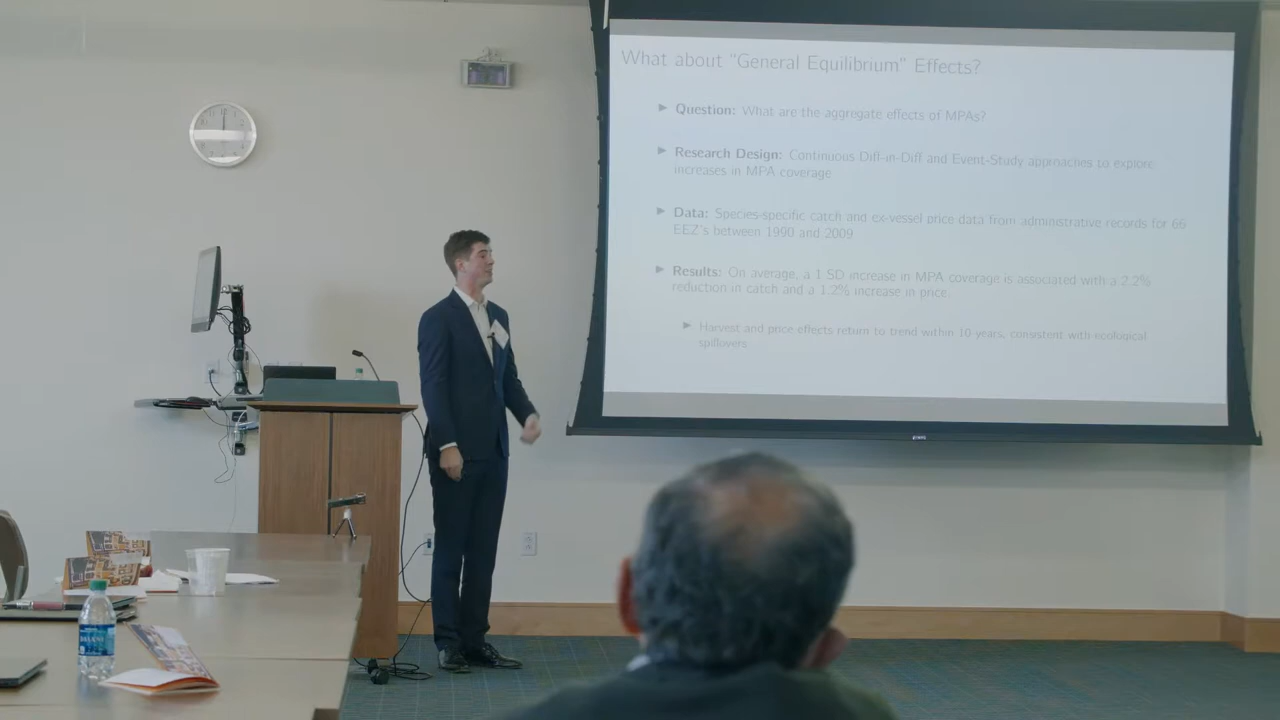 What about "General Equilibrium" Effects?
Question: What are the aggregate effects of MPAs?
Research Design: Continuous Diff-in-Diff and Event-Study approaches to explore
increases in MPA coverage
Data: Species-specific catch and ex-vessel price data from administrative records for 66
EEZ's between 1990 and 2009
Results: On average, a 1 SD increase in MPA coverage is associated with a 2.2%
reduction in catch and a 1.2% increase in price
Harvest and price effects return to trend within 10-years, consistent with ecological
spillovers